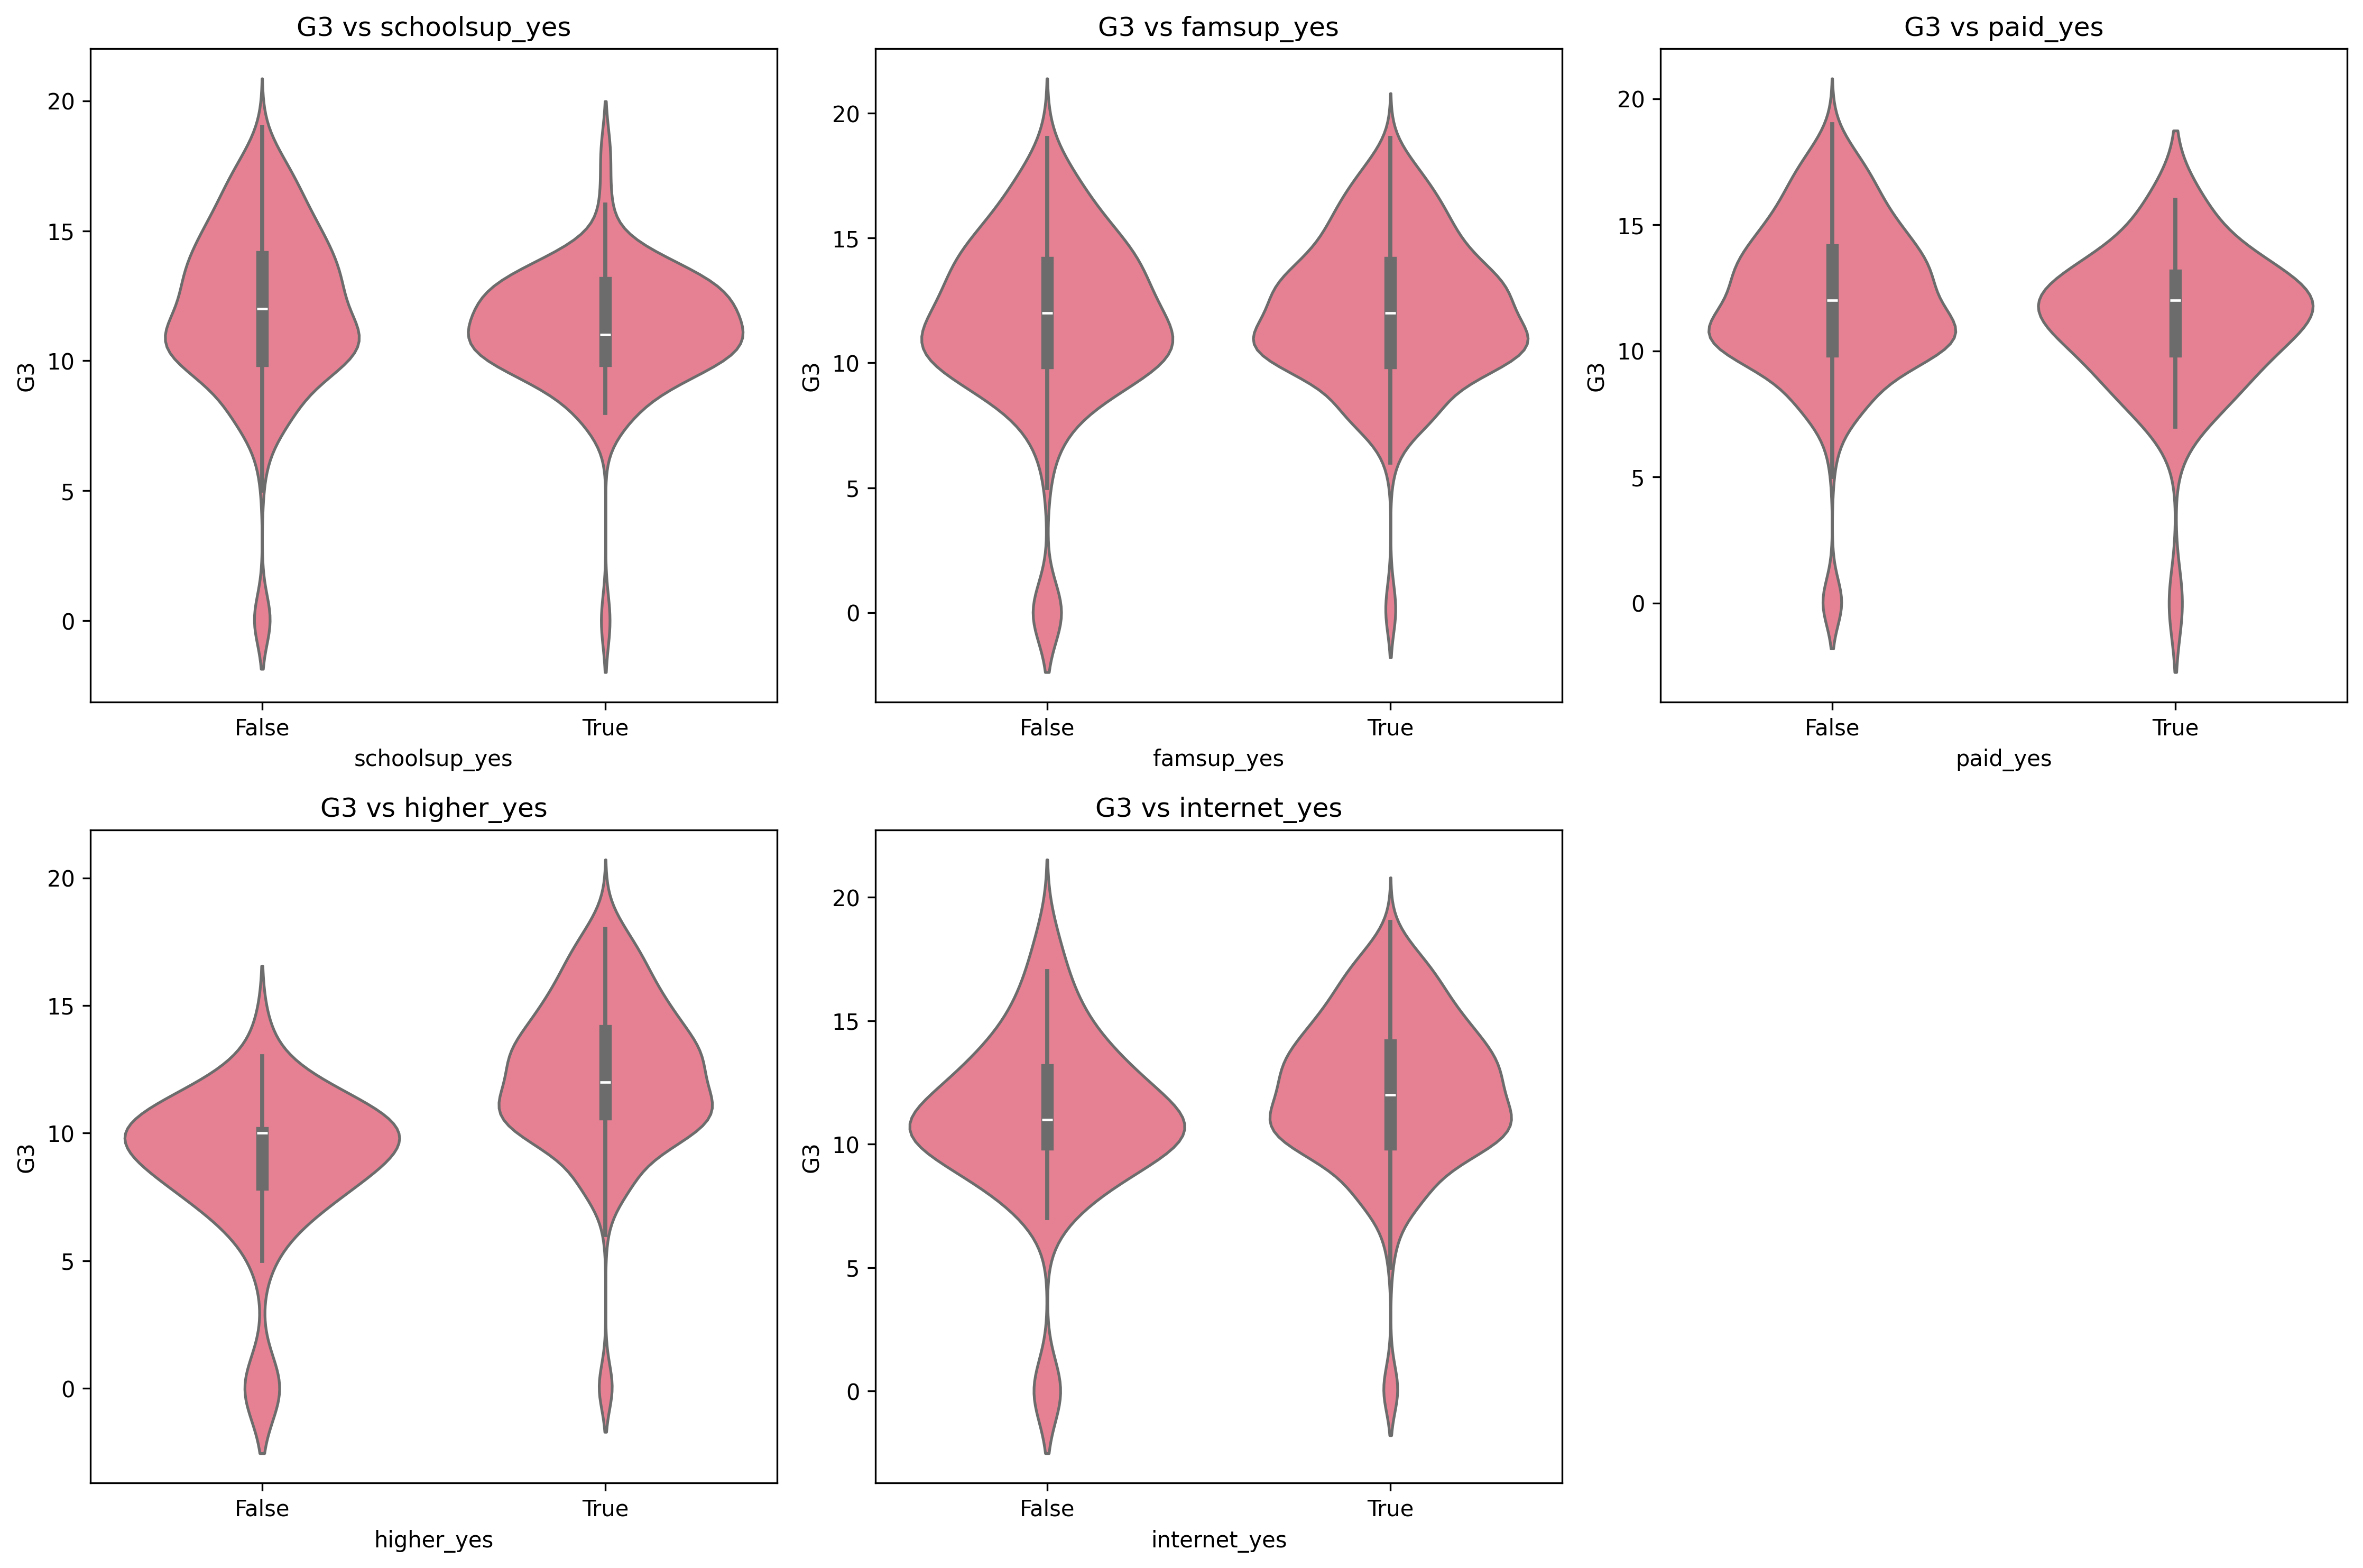 G3 vs schoolsup_yes
G3
20
15
10
5
0
False
True
schoolsup_yes
G3 vs famsup_yes
G3
20
15
10
5
0
False
True
famsup_yes
G3 vs paid_yes
G3
20
15
10
5
0
False
True
paid_yes
G3 vs higher_yes
G3
20
15
10
5
0
False
True
higher_yes
G3 vs internet_yes
G3
20
15
10
5
0
False
True
internet_yes